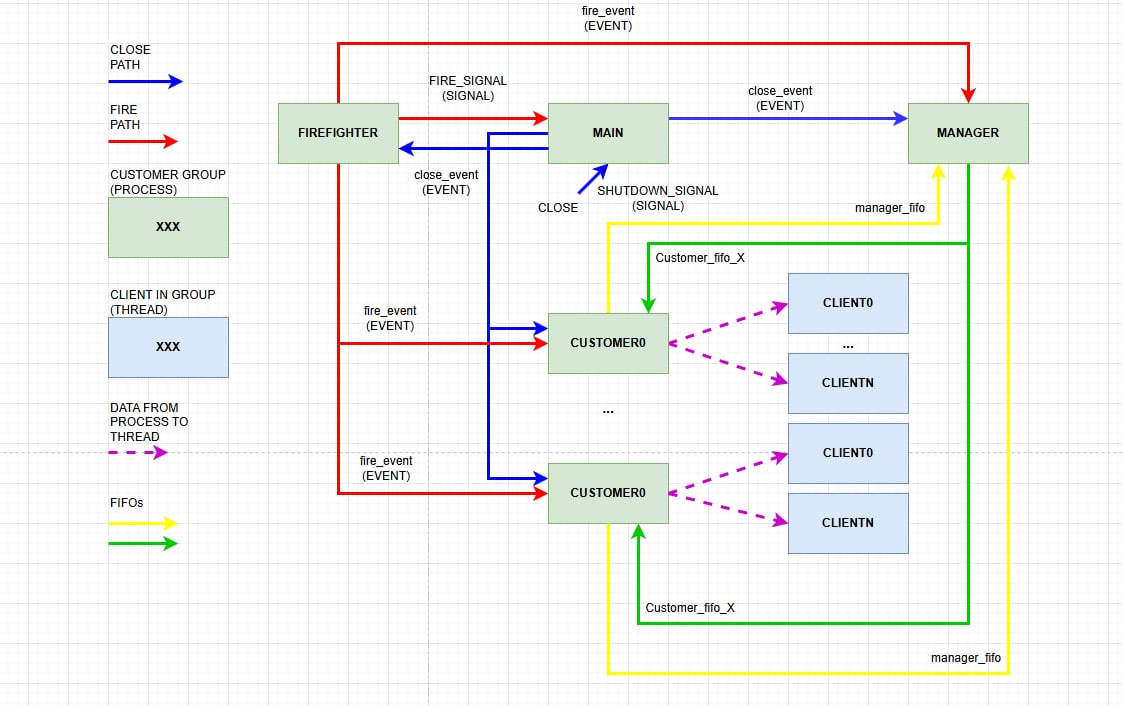 fire_event
(EVENT)
CLOSE
PATH
FIRE_SIGNAL
(SIGNAL)
close_event
(EVENT)
FIRE
PATH
FIREFIGHTER
MAIN
MANAGER
CUSTOMER GROUP
(PROCESS)
close_event
(EVENT)
SHUTDOWN_SIGNAL
(SIGNAL)
CLOSE
manager_fifo
XXX
Customer_fifo_X
CLIENT IN GROUP
(THREAD)
CLIENT0
fire_event
(EVENT)
XXX
CUSTOMER0
...
CLIENTN
DATA FROM
PROCESS TO
THREAD
...
fire_event
(EVENT)
CLIENT0
CUSTOMER0
FIFOs
CLIENTN
Customer_fifo_X
manager_fifo